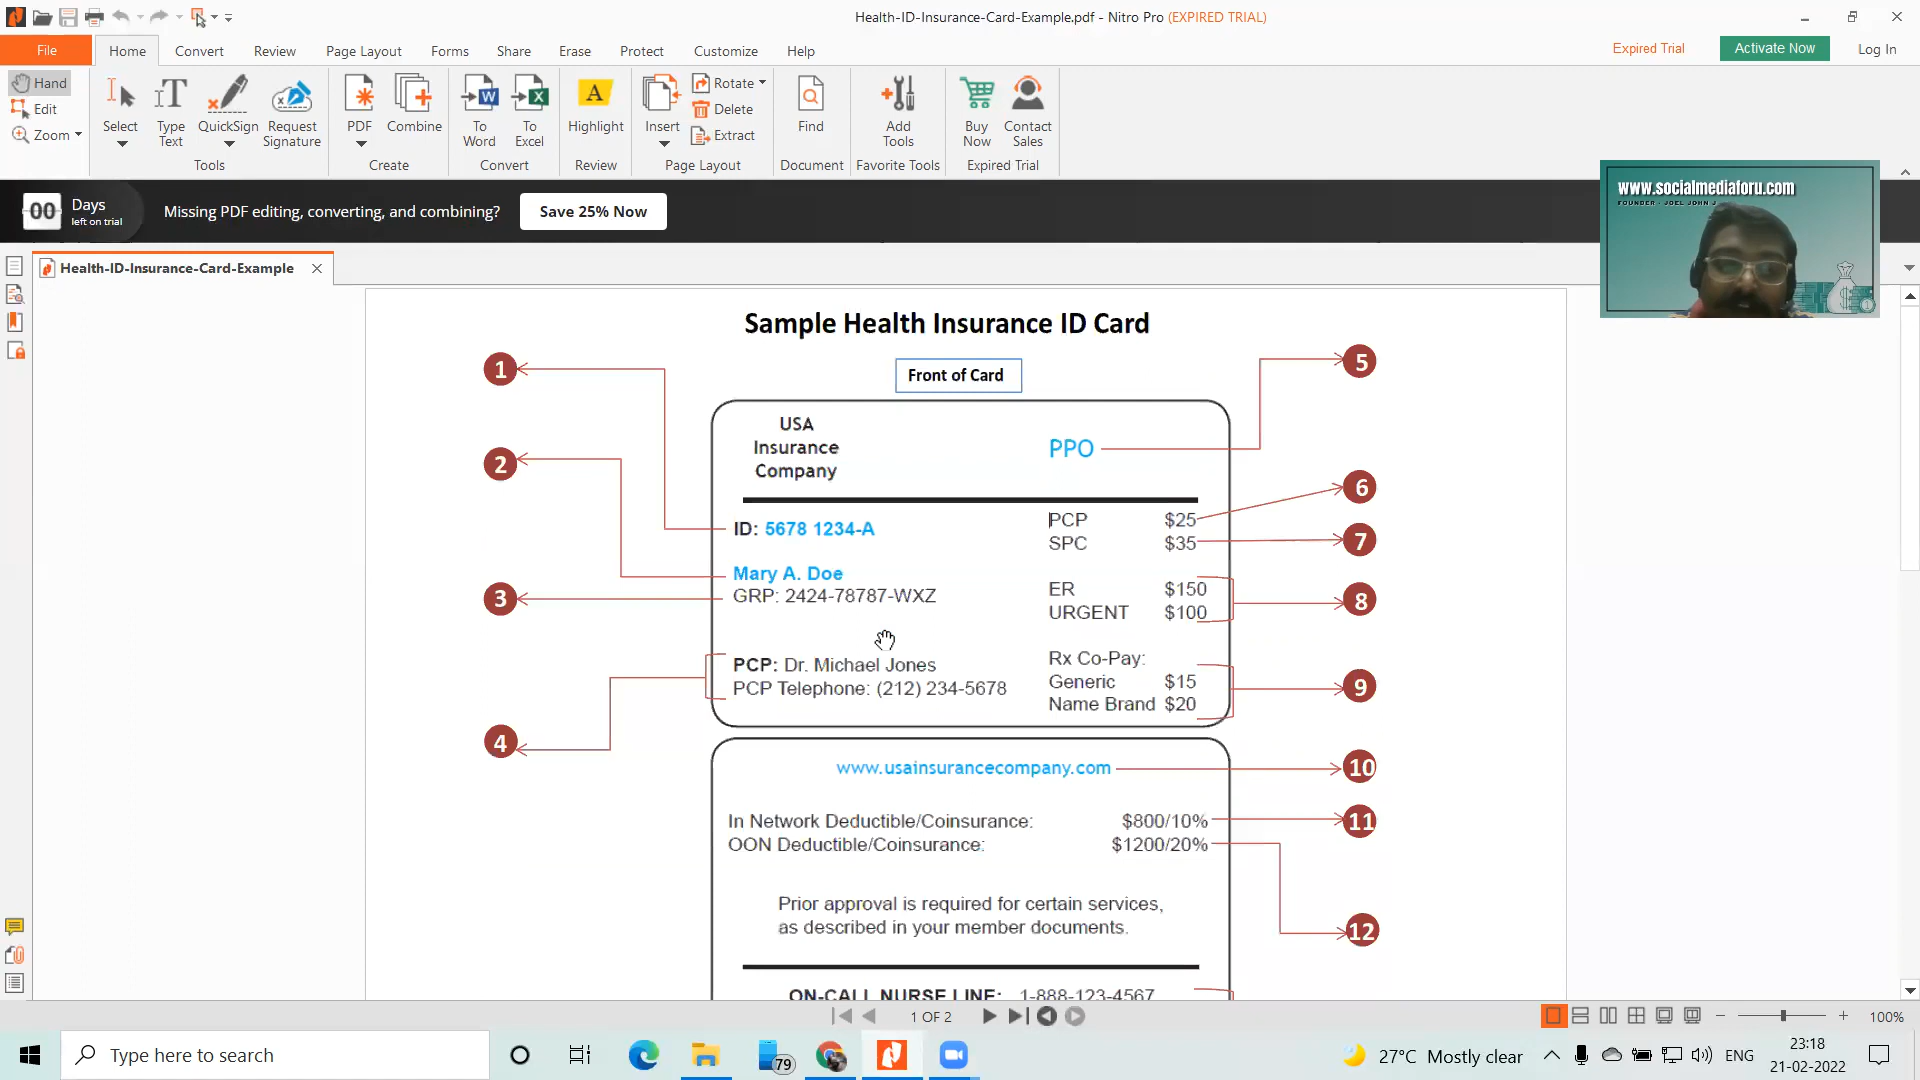 Health-ID-Insurance-Card-Example.pdf - Nitro Pro (EXPIRED TRIAL)
File
Home
Convert
Review
Page Layout
Forms
Share
Erase
Protect
Customize
Help
Expired Trial
Activate Now
Log In
Hand
Edit
Zoom
Select
Type Text
QuickSign
Request Signature
Tools
PDF
Combine
Create
To Word
To Excel
Convert
Highlight
Review
Insert
Rotate
Delete
Extract
Page Layout
Find
Document
Add Tools
Favorite Tools
Buy Now
Contact Sales
Expired Trial
00
Days
left on trial
Missing PDF editing, converting, and combining?
Save 25% Now
www.socialmediaforu.com
FOUNDER - JOEL JOHN J
Health-ID-Insurance-Card-Example
Sample Health Insurance ID Card
Front of Card
1
2
3
4
5
6
7
8
9
10
11
12
USA
Insurance
Company
PPO
ID: 5678 1234-A
Mary A. Doe
GRP: 2424-78787-WXZ
PCP: Dr. Michael Jones
PCP Telephone: (212) 234-5678
PCP $25
SPC $35
ER $150
URGENT $100
Rx Co-Pay:
Generic $15
Name Brand $20
www.usainsurancecompany.com
In Network Deductible/Coinsurance: $800/10%
OON Deductible/Coinsurance: $1200/20%
Prior approval is required for certain services,
as described in your member documents.
ON-CALL NURSE LINE: 1-888-123-4567
1 OF 2
100%
Type here to search
79
27°C Mostly clear
ENG
23:18
21-02-2022